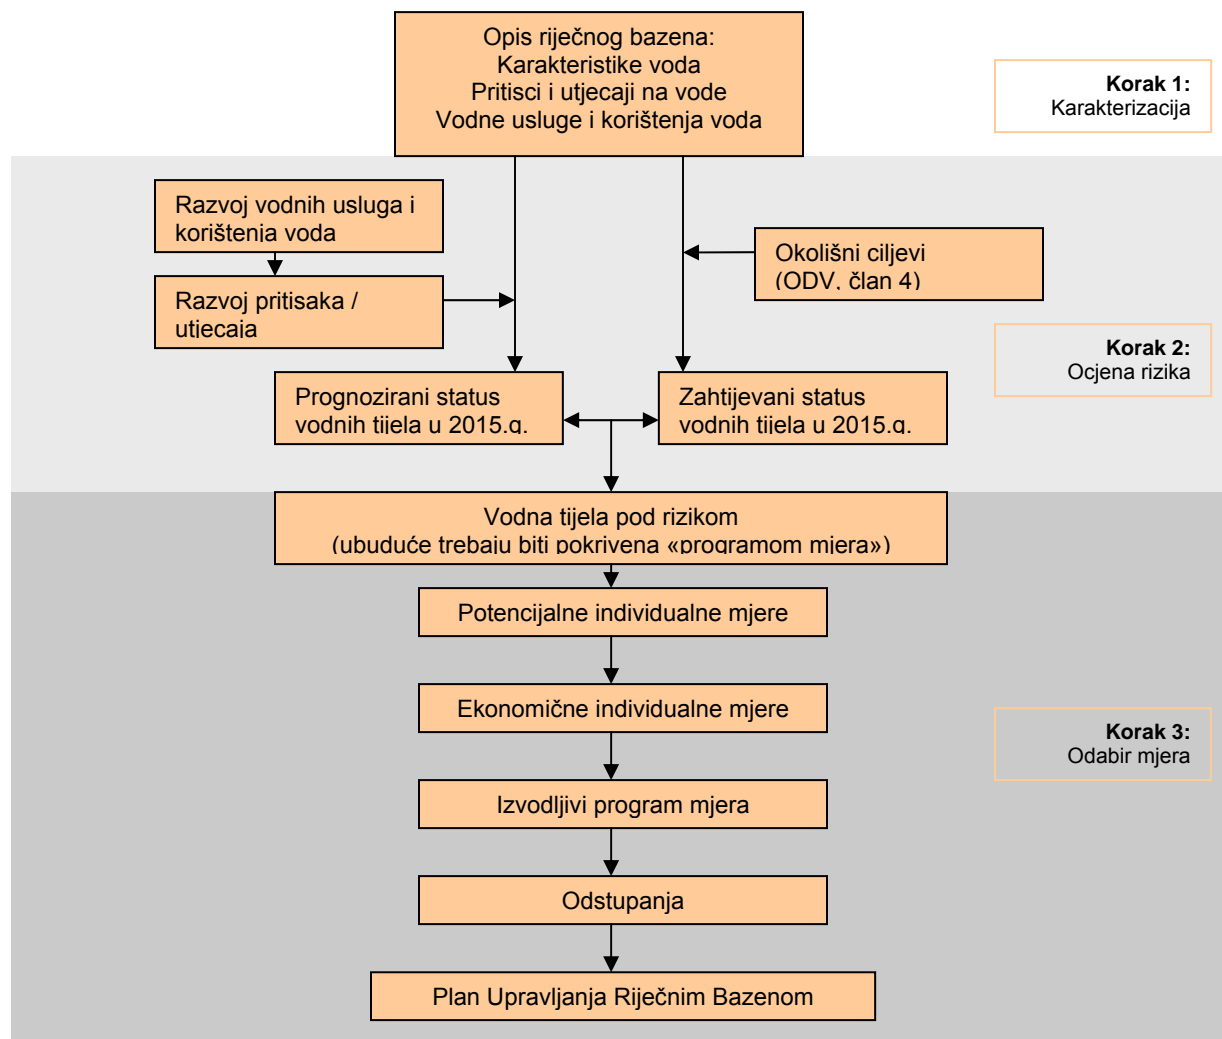 Opis riječnog bazena:
Karakteristike voda
Pritisci i utjecaji na vode
Vodne usluge i korištenja voda
Korak 1:
Karakterizacija
Razvoj vodnih usluga i
korištenja voda
Okolišni ciljevi
(ODV, član 4)
Razvoj pritisaka /
utjecaja
Korak 2:
Ocjena rizika
Prognozirani status
vodnih tijela u 2015.g.
Zahtijevani status
vodnih tijela u 2015.g.
Vodna tijela pod rizikom
(ubuduće trebaju biti pokrivena «programom mjera»)
Potencijalne individualne mjere
Ekonomične individualne mjere
Korak 3:
Odabir mjera
Izvodljivi program mjera
Odstupanja
Plan Upravljanja Riječnim Bazenom